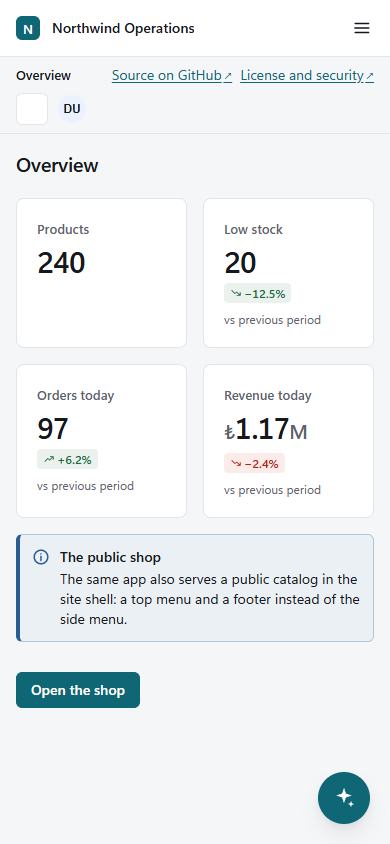 N Northwind Operations
Overview Source on GitHub↗ License and security↗
DU
Overview
Products
240
Low stock
20
−12.5%
vs previous period
Orders today
97
+6.2%
vs previous period
Revenue today
₺1.17M
−2.4%
vs previous period
The public shop
The same app also serves a public catalog in the
site shell: a top menu and a footer instead of the
side menu.
Open the shop